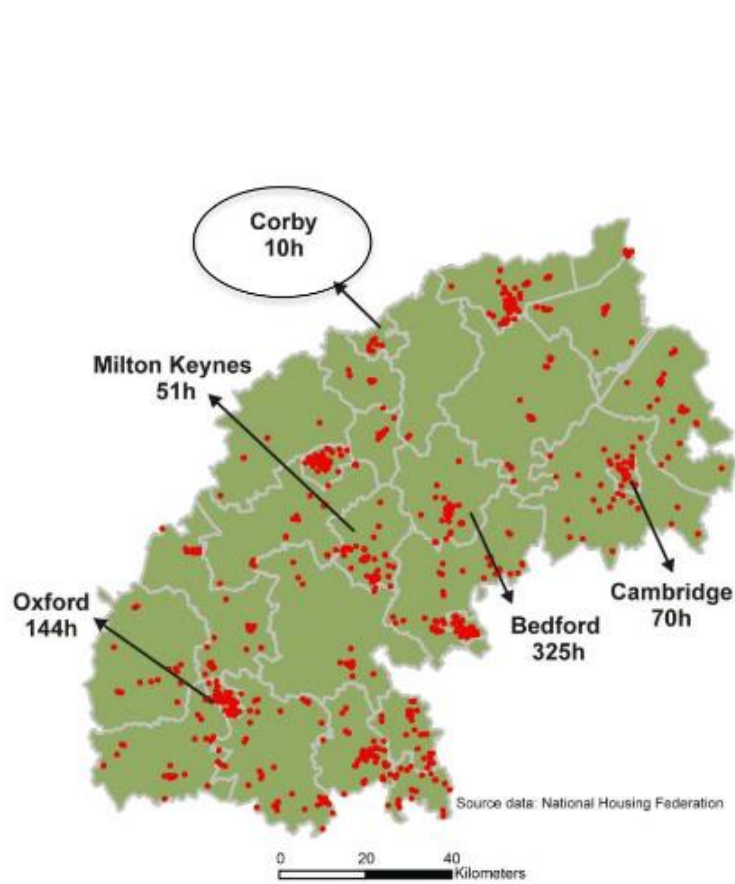 Corby
10h
Milton Keynes
51h
Oxford
144h
Cambridge
70h
Bedford
325h
Source data: National Housing Federation
0 20 40
Kilometers